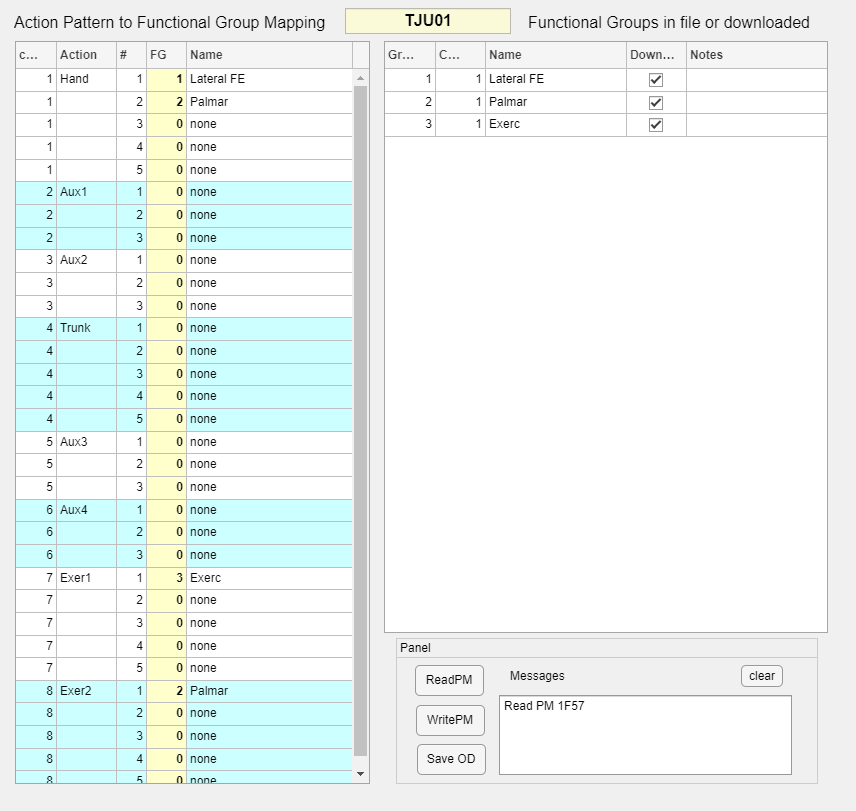 Action Pattern to Functional Group Mapping TJU01 Functional Groups in file or downloaded
c... Action # FG Name
1 Hand 1 1 Lateral FE
1 2 2 Palmar
1 3 0 none
1 4 0 none
1 5 0 none
2 Aux1 1 0 none
2 2 0 none
2 3 0 none
3 Aux2 1 0 none
3 2 0 none
3 3 0 none
4 Trunk 1 0 none
4 2 0 none
4 3 0 none
4 4 0 none
4 5 0 none
5 Aux3 1 0 none
5 2 0 none
5 3 0 none
6 Aux4 1 0 none
6 2 0 none
6 3 0 none
7 Exer1 1 3 Exerc
7 2 0 none
7 3 0 none
7 4 0 none
7 5 0 none
8 Exer2 1 2 Palmar
8 2 0 none
8 3 0 none
8 4 0 none
8 5 0 none
Gr... C... Name Down... Notes
1 1 Lateral FE
2 1 Palmar
3 1 Exerc
Panel
ReadPM Messages clear
Read PM 1F57
WritePM
Save OD